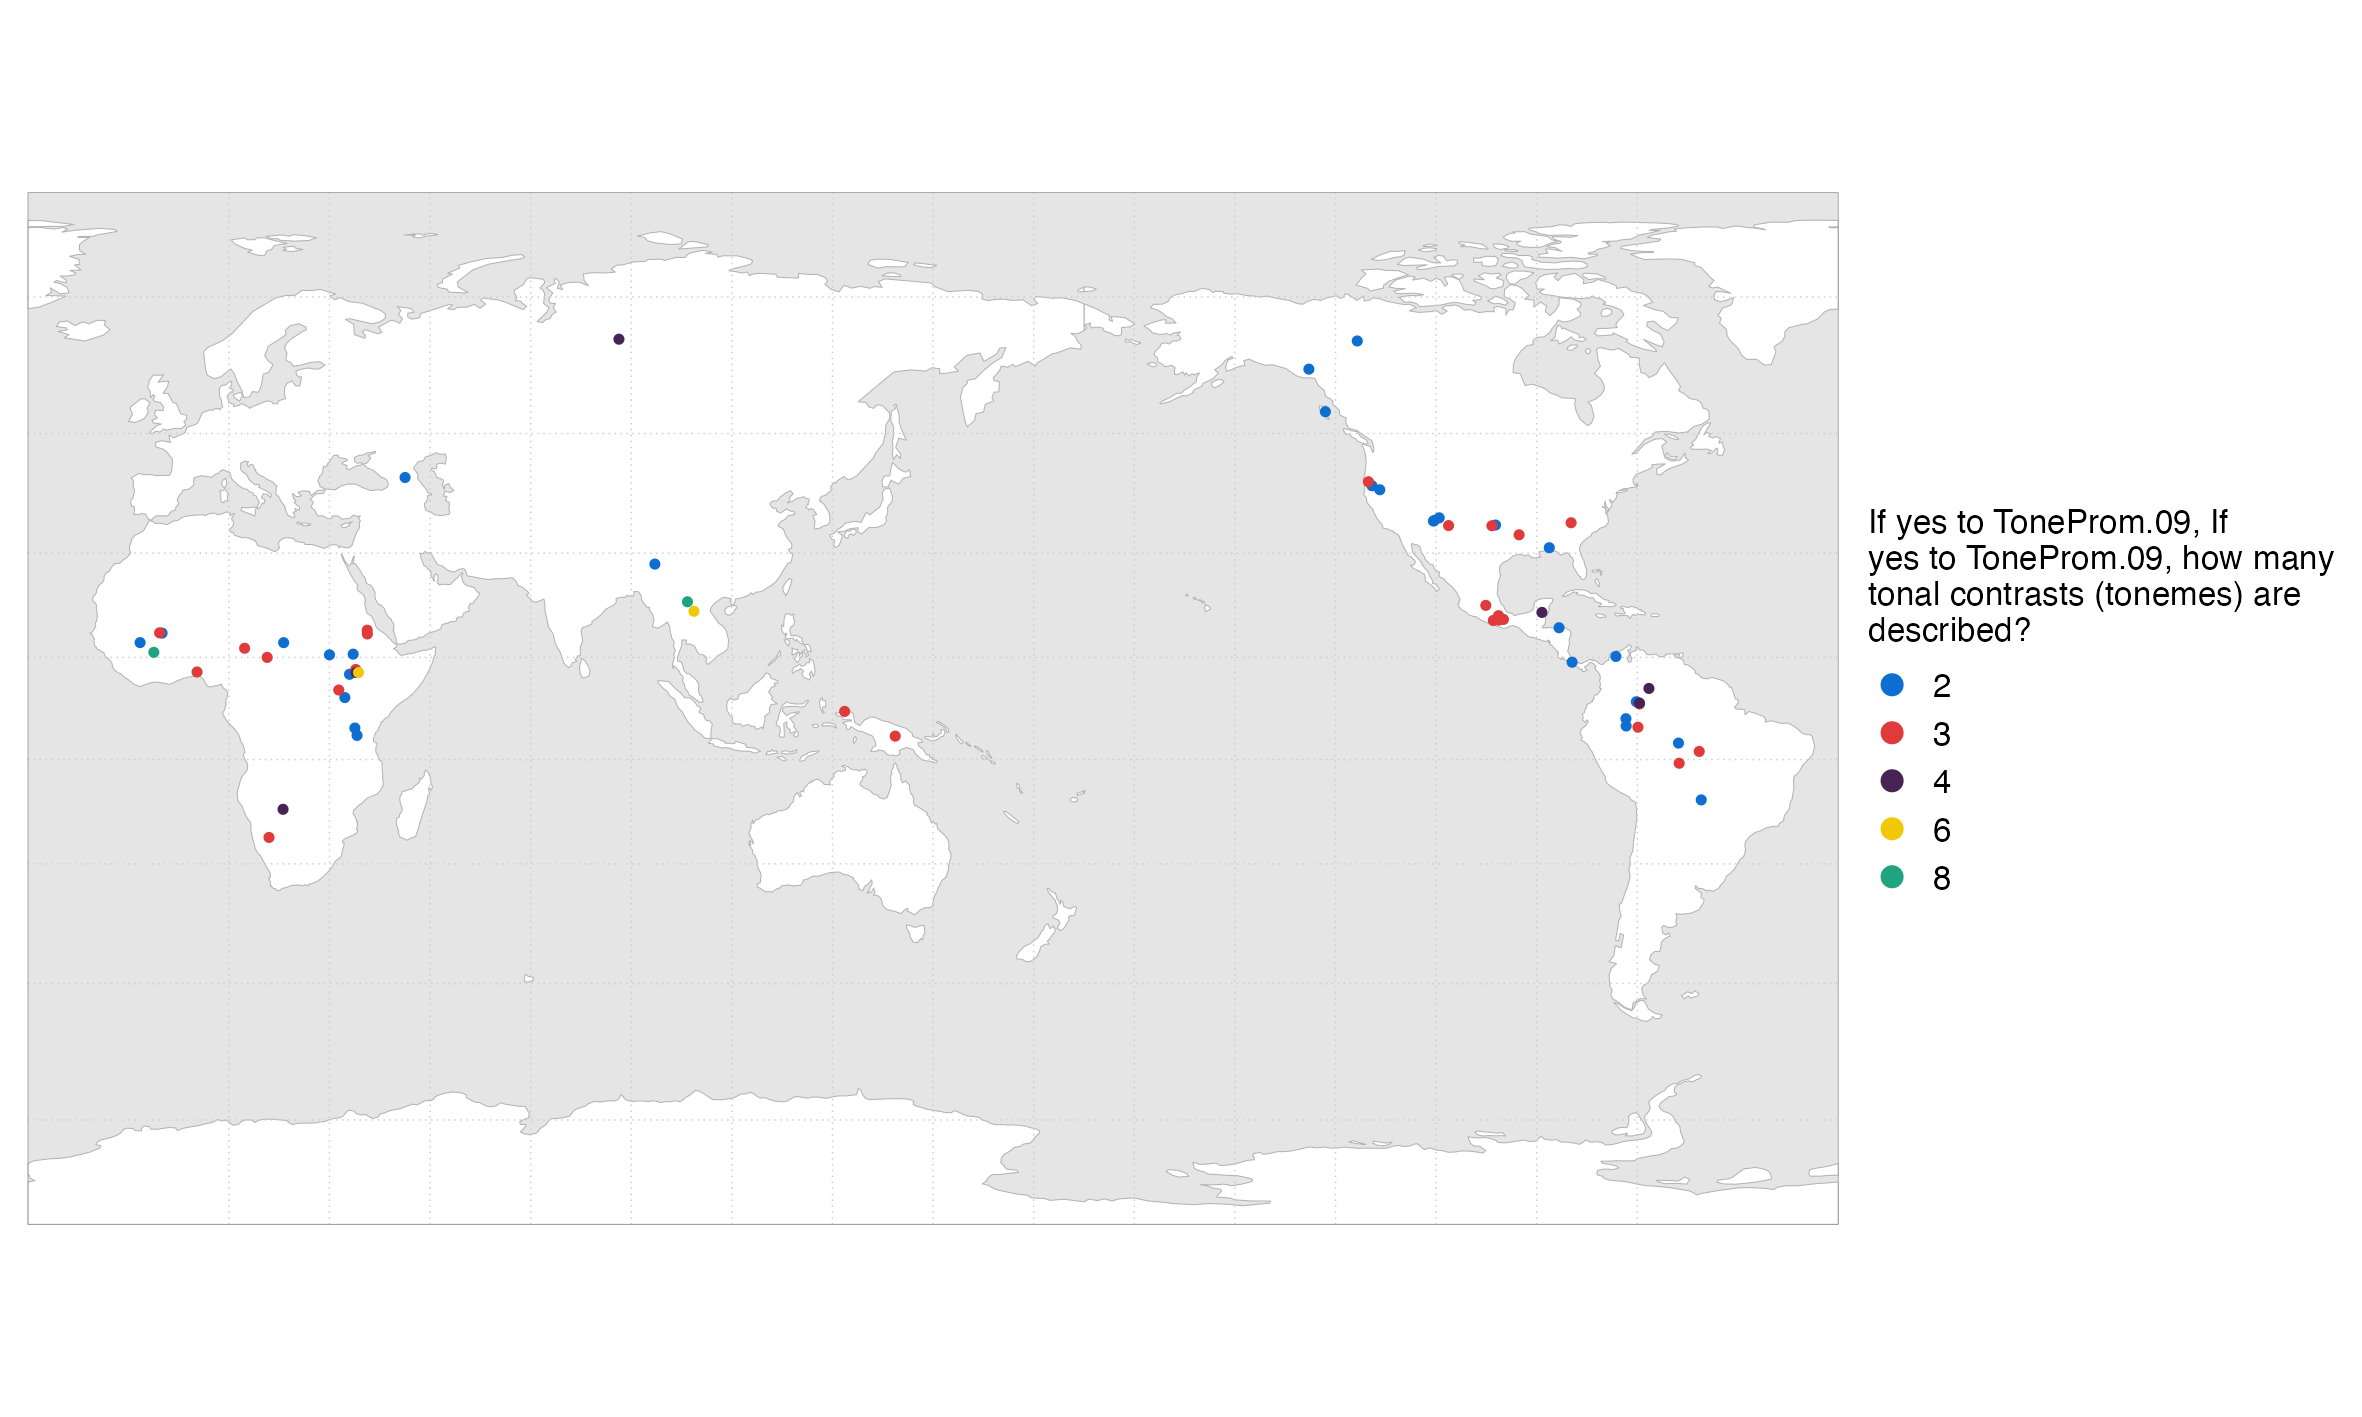 If yes to ToneProm.09, If
yes to ToneProm.09, how many
tonal contrasts (tonemes) are
described?
2
3
4
6
8